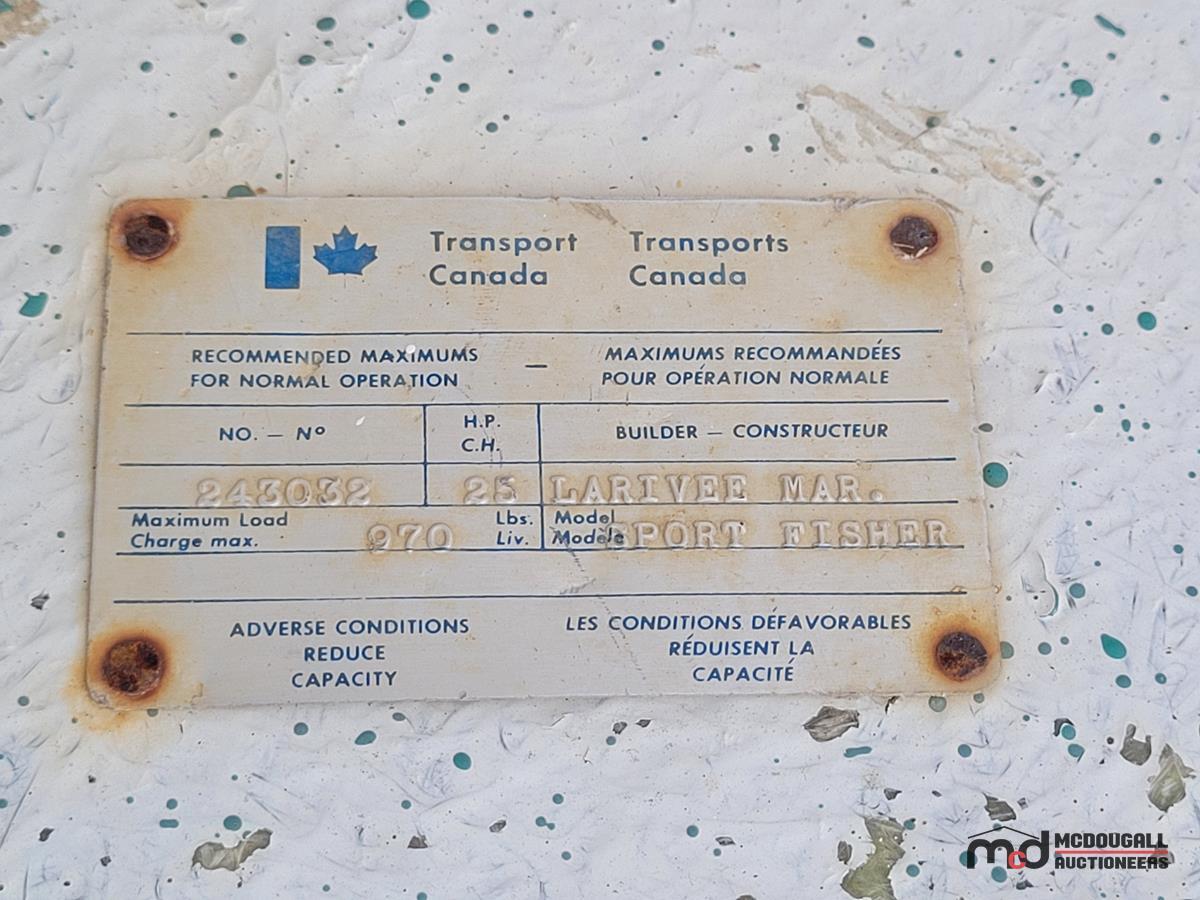 Transport Transports
Canada Canada
RECOMMENDED MAXIMUMS
FOR NORMAL OPERATION
—
MAXIMUMS RECOMMANDÉES
POUR OPÉRATION NORMALE
NO. — Nº
H.P.
C.H.
BUILDER — CONSTRUCTEUR
243032 25 LARIVEE MAR.
Maximum Load
Charge max.
970
Lbs.
Liv.
Model
Modèle
SPORT FISHER
ADVERSE CONDITIONS
REDUCE
CAPACITY
LES CONDITIONS DÉFAVORABLES
RÉDUISENT LA
CAPACITÉ
mcd MCDOUGALL
AUCTIONEERS